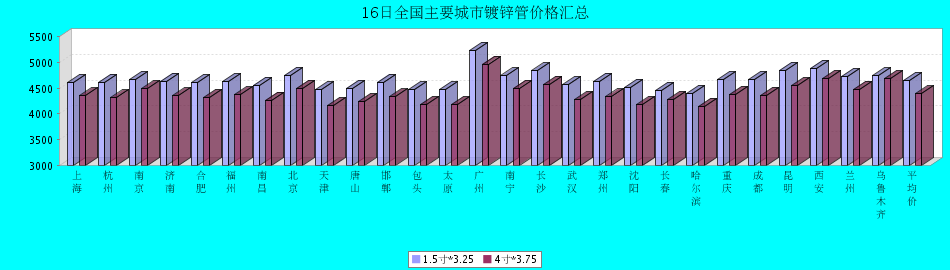 16日全国主要城市镀锌管价格汇总
5500
5000
4500
4000
3500
3000
上海 杭州 南京 济南 合肥 福州 南昌 北京 天津 唐山 邯郸 包头 太原 广州 南宁 长沙 武汉 郑州 沈阳 长春 哈尔滨 重庆 成都 昆明 西安 兰州 乌鲁木齐 平均价
1.5寸*3.25 4寸*3.75